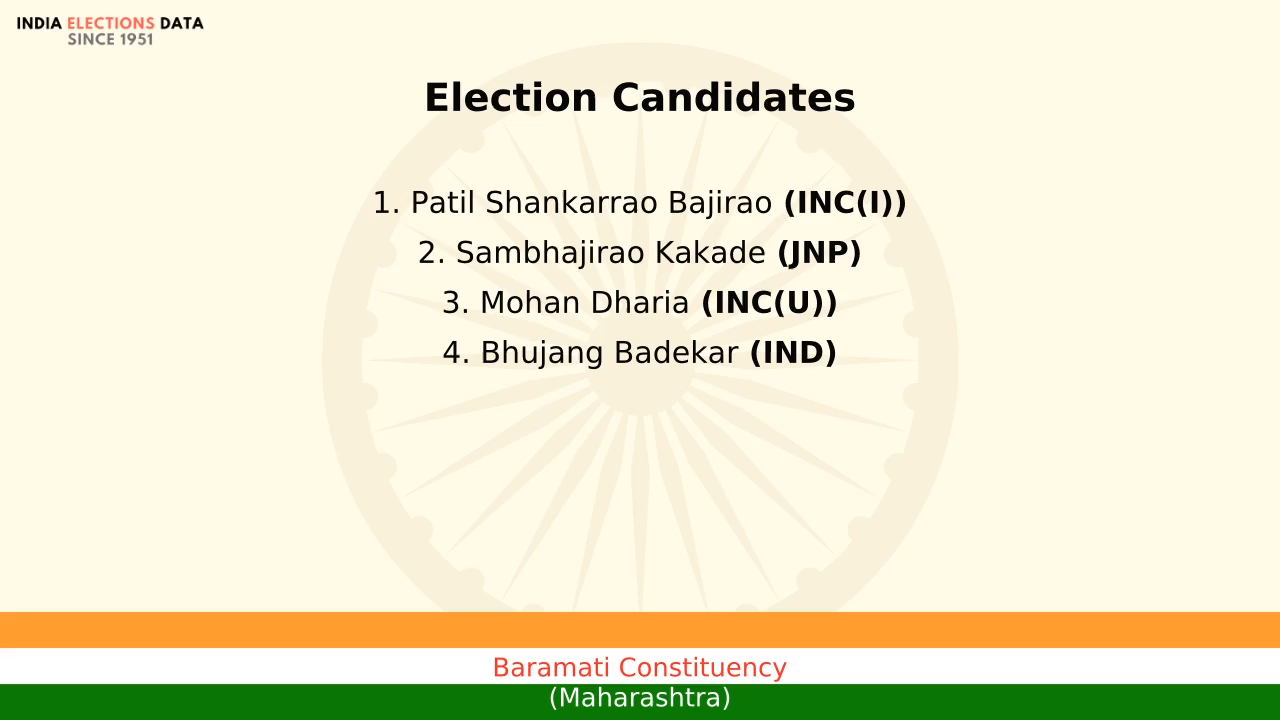 INDIA ELECTIONS DATA
SINCE 1951
Election Candidates
1. Patil Shankarrao Bajirao (INC(I))
2. Sambhajirao Kakade (JNP)
3. Mohan Dharia (INC(U))
4. Bhujang Badekar (IND)
Baramati Constituency
(Maharashtra)